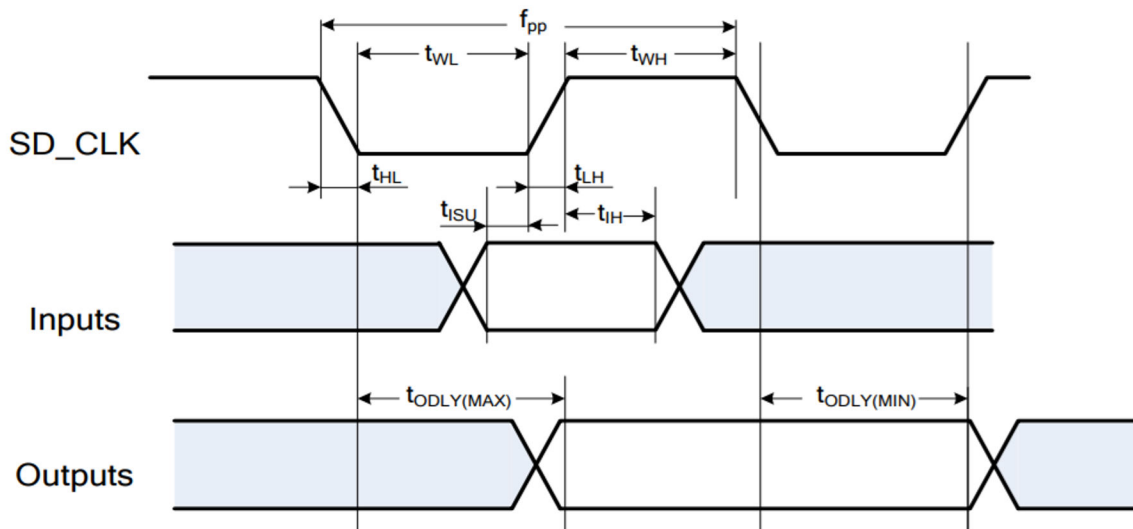 fpp
tWL
tWH
SD_CLK
tHL
tLH
tISU
tIH
Inputs
tODLY(MAX)
tODLY(MIN)
Outputs